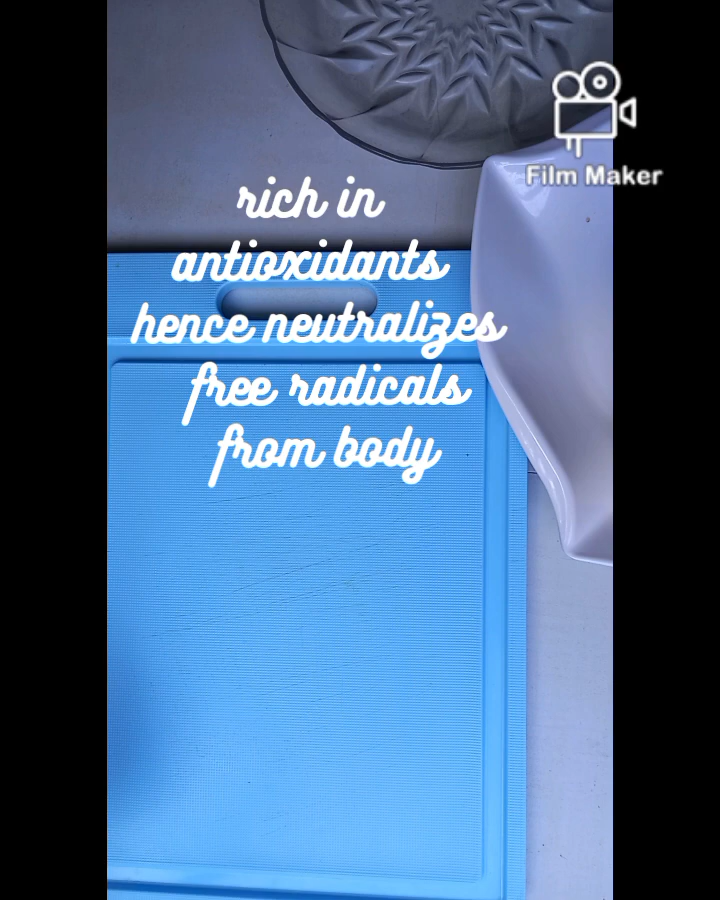 Film Maker
rich in
antioxidants
hence neutralizes
free radicals
from body